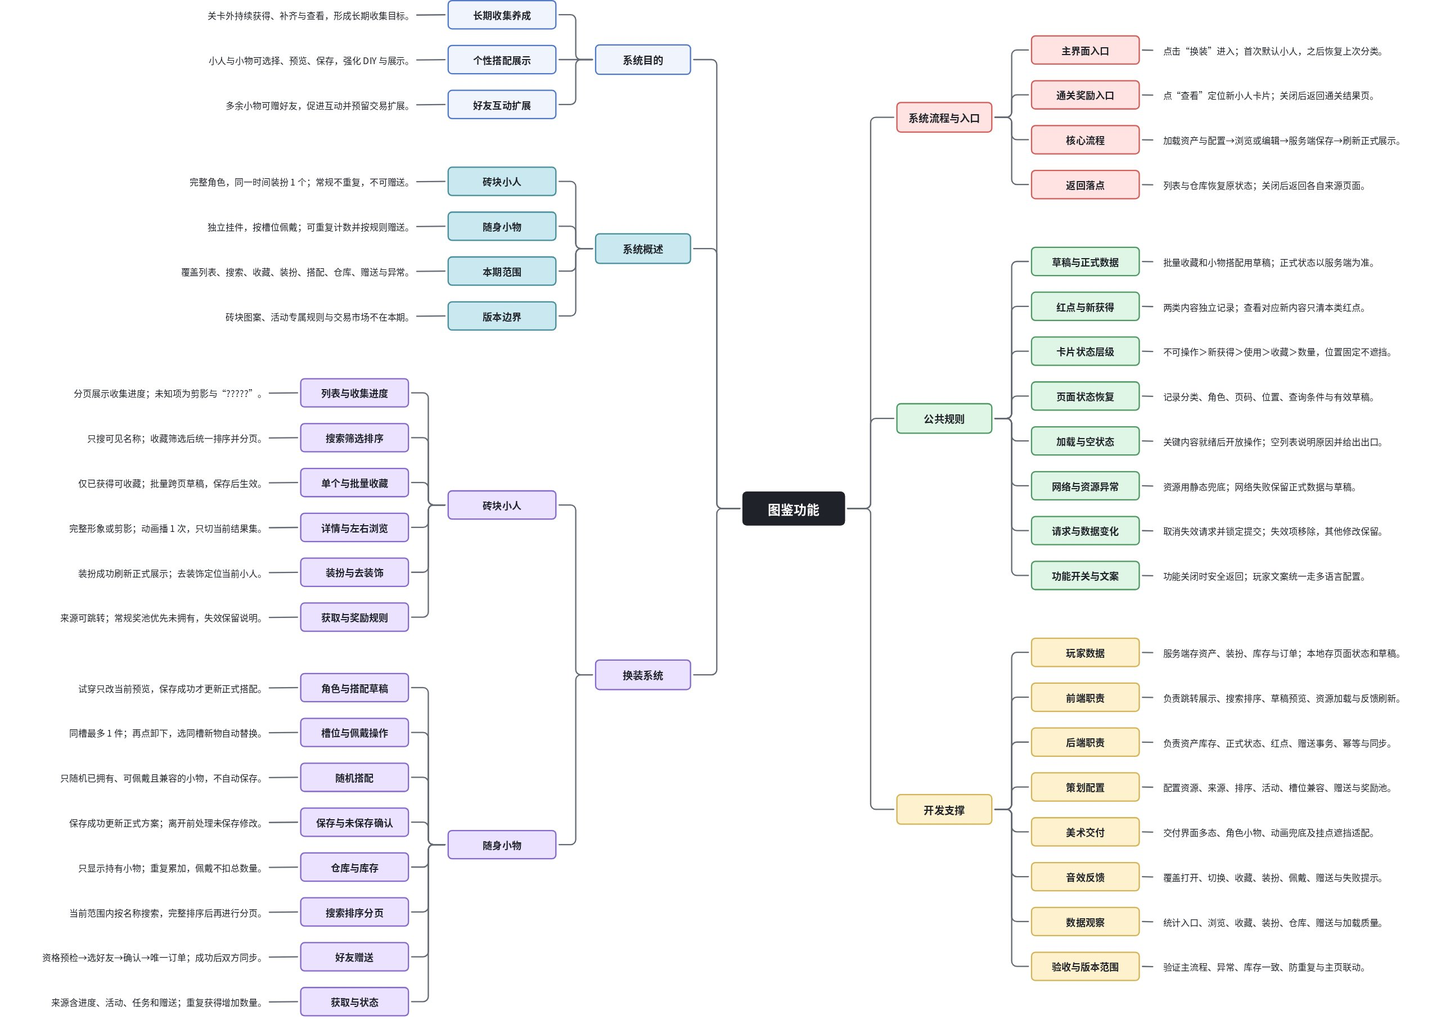 图鉴功能
系统目的
长期收集养成
关卡外持续获得、补齐与查看，形成长期收集目标。
个性搭配展示
小人与小物可选择、预览、保存，强化 DIY 与展示。
好友互动扩展
多余小物可赠好友，促进互动并预留交易扩展。
系统概述
砖块小人
完整角色，同一时间装扮 1 个；常规不重复，不可赠送。
随身小物
独立挂件，按槽位佩戴；可重复计数并按规则赠送。
本期范围
覆盖列表、搜索、收藏、装扮、搭配、仓库、赠送与异常。
版本边界
砖块图案、活动专属规则与交易市场不在本期。
换装系统
砖块小人
列表与收集进度
分页展示收集进度；未知项为剪影与“?????”。
搜索筛选排序
只搜可见名称；收藏筛选后统一排序并分页。
单个与批量收藏
仅已获得可收藏；批量跨页草稿，保存后生效。
详情与左右浏览
完整形象或剪影；动画播 1 次，只切当前结果集。
装扮与去装饰
装扮成功刷新正式展示；去装饰定位当前小人。
获取与奖励规则
来源可跳转；常规奖池优先未拥有，失效保留说明。
随身小物
角色与搭配草稿
试穿只改当前预览，保存成功才更新正式搭配。
槽位与佩戴操作
同槽最多 1 件；再点卸下，选同槽新物自动替换。
随机搭配
只随机已拥有、可佩戴且兼容的小物，不自动保存。
保存与未保存确认
保存成功更新正式方案；离开前处理未保存修改。
仓库与库存
只显示持有小物；重复累加，佩戴不扣总数量。
搜索排序分页
当前范围内按名称搜索，完整排序后再进行分页。
好友赠送
资格预检→选好友→确认→唯一订单；成功后双方同步。
获取与状态
来源含进度、活动、任务和赠送；重复获得增加数量。
系统流程与入口
主界面入口
点击“换装”进入；首次默认小人，之后恢复上次分类。
通关奖励入口
点“查看”定位新小人卡片；关闭后返回通关结果页。
核心流程
加载资产与配置→浏览或编辑→服务端保存→刷新正式展示。
返回落点
列表与仓库恢复原状态；关闭后返回各自来源页面。
公共规则
草稿与正式数据
批量收藏和小物搭配用草稿；正式状态以服务端为准。
红点与新获得
两类内容独立记录；查看对应新内容只清本类红点。
卡片状态层级
不可操作＞新获得＞使用＞收藏＞数量，位置固定不遮挡。
页面状态恢复
记录分类、角色、页码、位置、查询条件与有效草稿。
加载与空状态
关键内容就绪后开放操作；空列表说明原因并给出出口。
网络与资源异常
资源用静态兜底；网络失败保留正式数据与草稿。
请求与数据变化
取消失效请求并锁定提交；失效项移除，其他修改保留。
功能开关与文案
功能关闭时安全返回；玩家文案统一走多语言配置。
开发支撑
玩家数据
服务端存资产、装扮、库存与订单；本地存页面状态和草稿。
前端职责
负责跳转展示、搜索排序、草稿预览、资源加载与反馈刷新。
后端职责
负责资产库存、正式状态、红点、赠送事务、幂等与同步。
策划配置
配置资源、来源、排序、活动、槽位兼容、赠送与奖励池。
美术交付
交付界面多态、角色小物、动画兜底及挂点遮挡适配。
音效反馈
覆盖打开、切换、收藏、装扮、佩戴、赠送与失败提示。
数据观察
统计入口、浏览、收藏、装扮、仓库、赠送与加载质量。
验收与版本范围
验证主流程、异常、库存一致、防重复与主页联动。